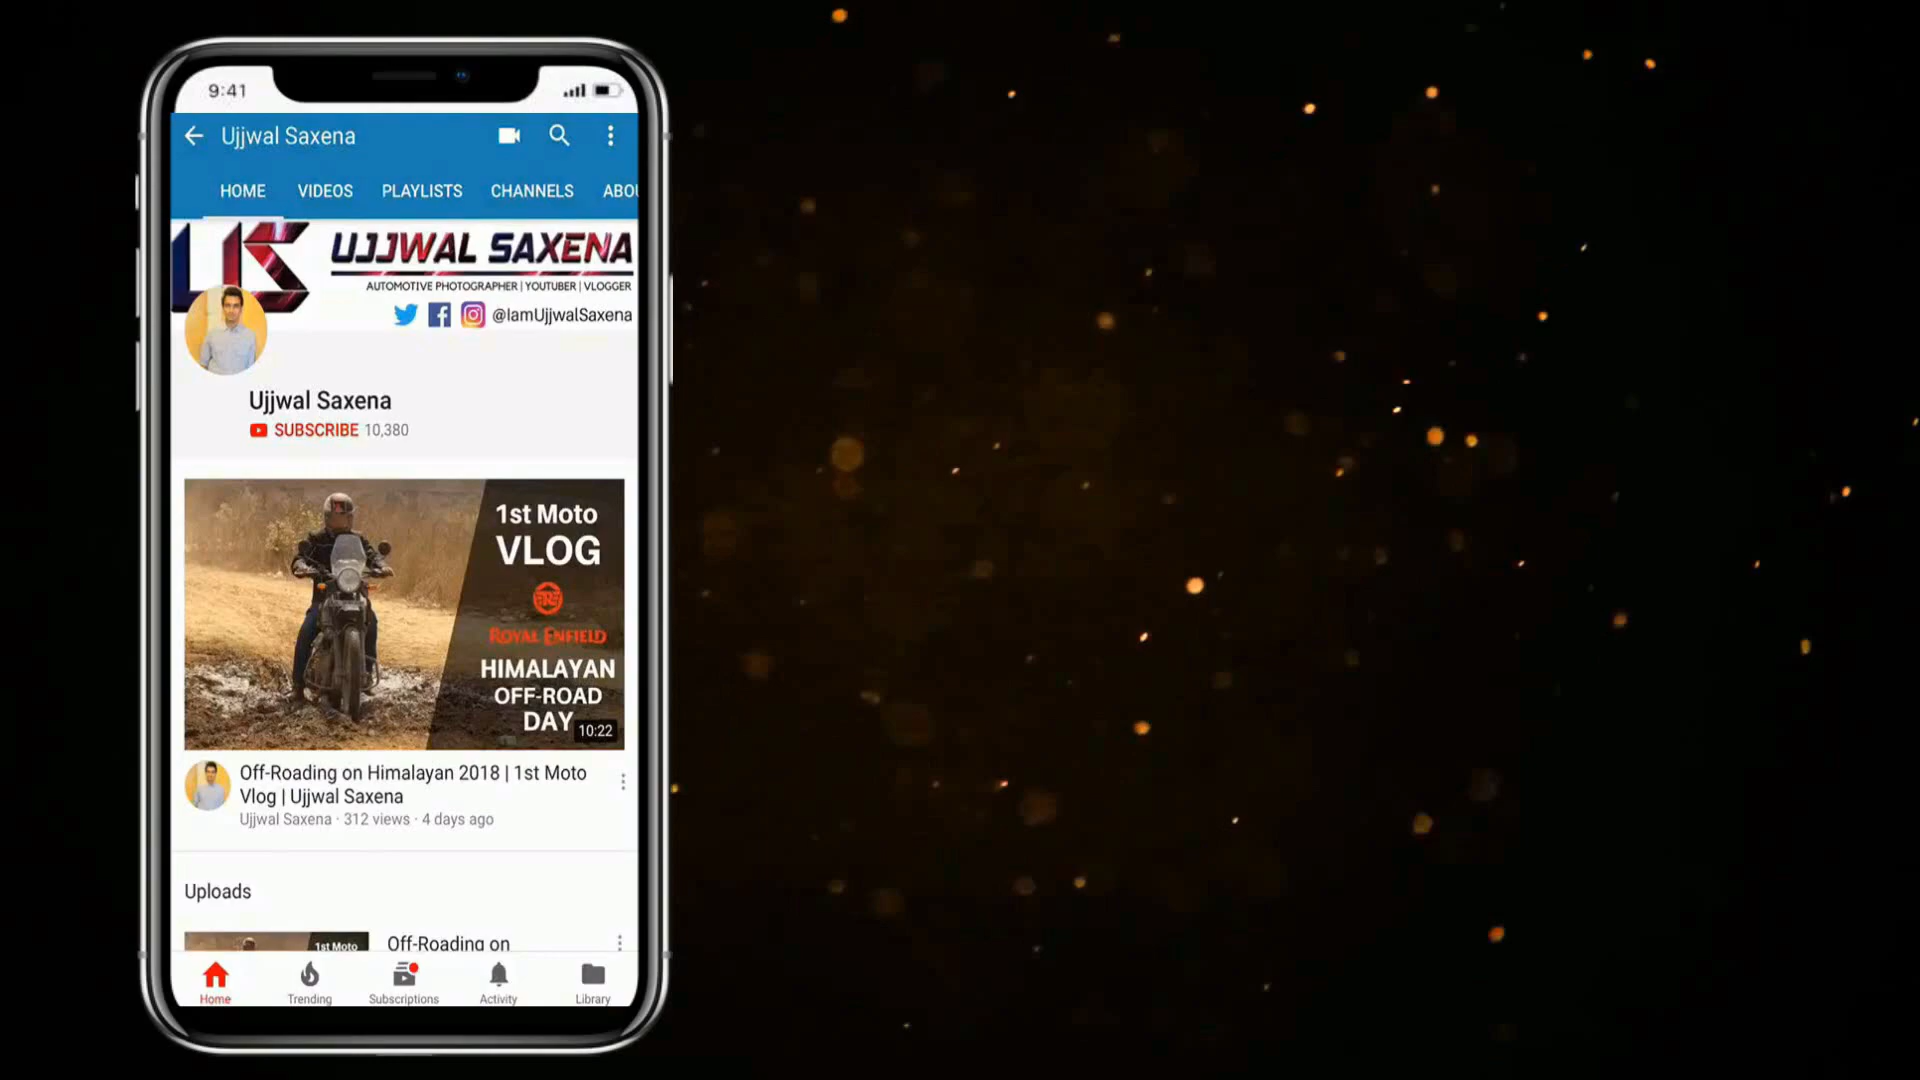 9:41
Ujjwal Saxena
HOME VIDEOS PLAYLISTS CHANNELS ABOU
US
UJJWAL SAXENA
AUTOMOTIVE PHOTOGRAPHER | YOUTUBER | VLOGGER
@IamUjjwalSaxena
Ujjwal Saxena
SUBSCRIBE 10,380
1st Moto
VLOG
ROYAL ENFIELD
HIMALAYAN
OFF-ROAD
DAY
10:22
Off-Roading on Himalayan 2018 | 1st Moto
Vlog | Ujjwal Saxena
Ujjwal Saxena · 312 views · 4 days ago
Uploads
1st Moto
Off-Roading on
Home Trending Subscriptions Activity Library